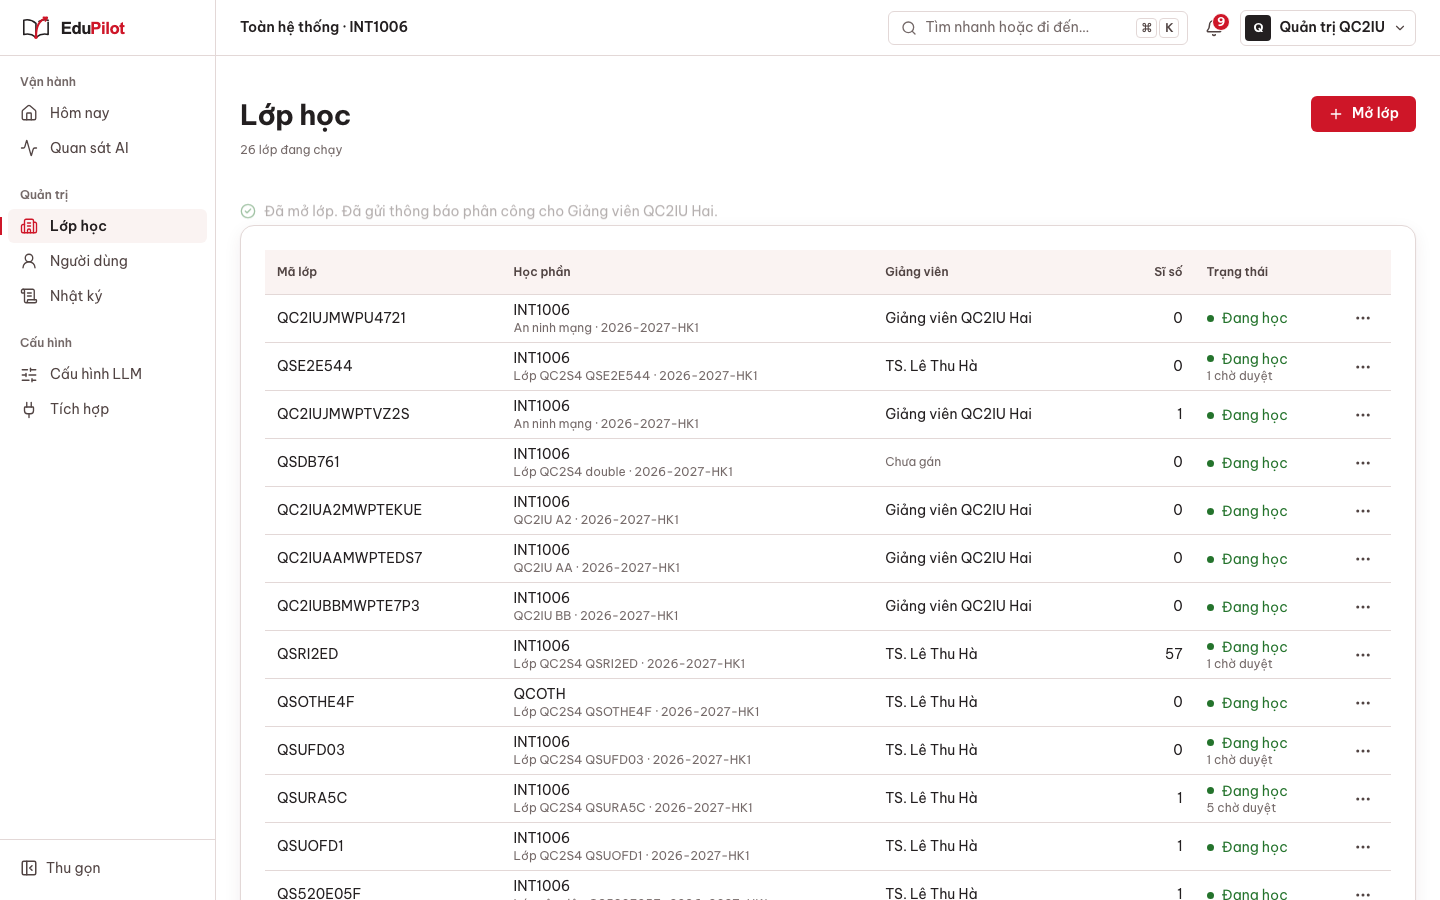 EduPilot
Toàn hệ thống · INT1006
Tìm nhanh hoặc đi đến...
⌘ K
9
Q
Quản trị QC2IU
Vận hành
Hôm nay
Quan sát AI
Quản trị
Lớp học
Người dùng
Nhật ký
Cấu hình
Cấu hình LLM
Tích hợp
Thu gọn
Lớp học
26 lớp đang chạy
Mở lớp
Đã mở lớp. Đã gửi thông báo phân công cho Giảng viên QC2IU Hai.
Mã lớp Học phần Giảng viên Sĩ số Trạng thái
QC2IUJMWPU4721 INT1006 Giảng viên QC2IU Hai 0 Đang học
An ninh mạng · 2026-2027-HK1
QSE2E544 INT1006 TS. Lê Thu Hà 0 Đang học
Lớp QC2S4 QSE2E544 · 2026-2027-HK1 1 chờ duyệt
QC2IUJMWPTVZ2S INT1006 Giảng viên QC2IU Hai 1 Đang học
An ninh mạng · 2026-2027-HK1
QSDB761 INT1006 Chưa gán 0 Đang học
Lớp QC2S4 double · 2026-2027-HK1
QC2IUA2MWPTEKUE INT1006 Giảng viên QC2IU Hai 0 Đang học
QC2IU A2 · 2026-2027-HK1
QC2IUAAMWPTEDS7 INT1006 Giảng viên QC2IU Hai 0 Đang học
QC2IU AA · 2026-2027-HK1
QC2IUBBMWPTE7P3 INT1006 Giảng viên QC2IU Hai 0 Đang học
QC2IU BB · 2026-2027-HK1
QSRI2ED INT1006 TS. Lê Thu Hà 57 Đang học
Lớp QC2S4 QSRI2ED · 2026-2027-HK1 1 chờ duyệt
QSOTHE4F QCOTH TS. Lê Thu Hà 0 Đang học
Lớp QC2S4 QSOTHE4F · 2026-2027-HK1
QSUFD03 INT1006 TS. Lê Thu Hà 0 Đang học
Lớp QC2S4 QSUFD03 · 2026-2027-HK1 1 chờ duyệt
QSURA5C INT1006 TS. Lê Thu Hà 1 Đang học
Lớp QC2S4 QSURA5C · 2026-2027-HK1 5 chờ duyệt
QSUOFD1 INT1006 TS. Lê Thu Hà 1 Đang học
Lớp QC2S4 QSUOFD1 · 2026-2027-HK1
QS520E05F INT1006 TS. Lê Thu Hà 1 Đang học